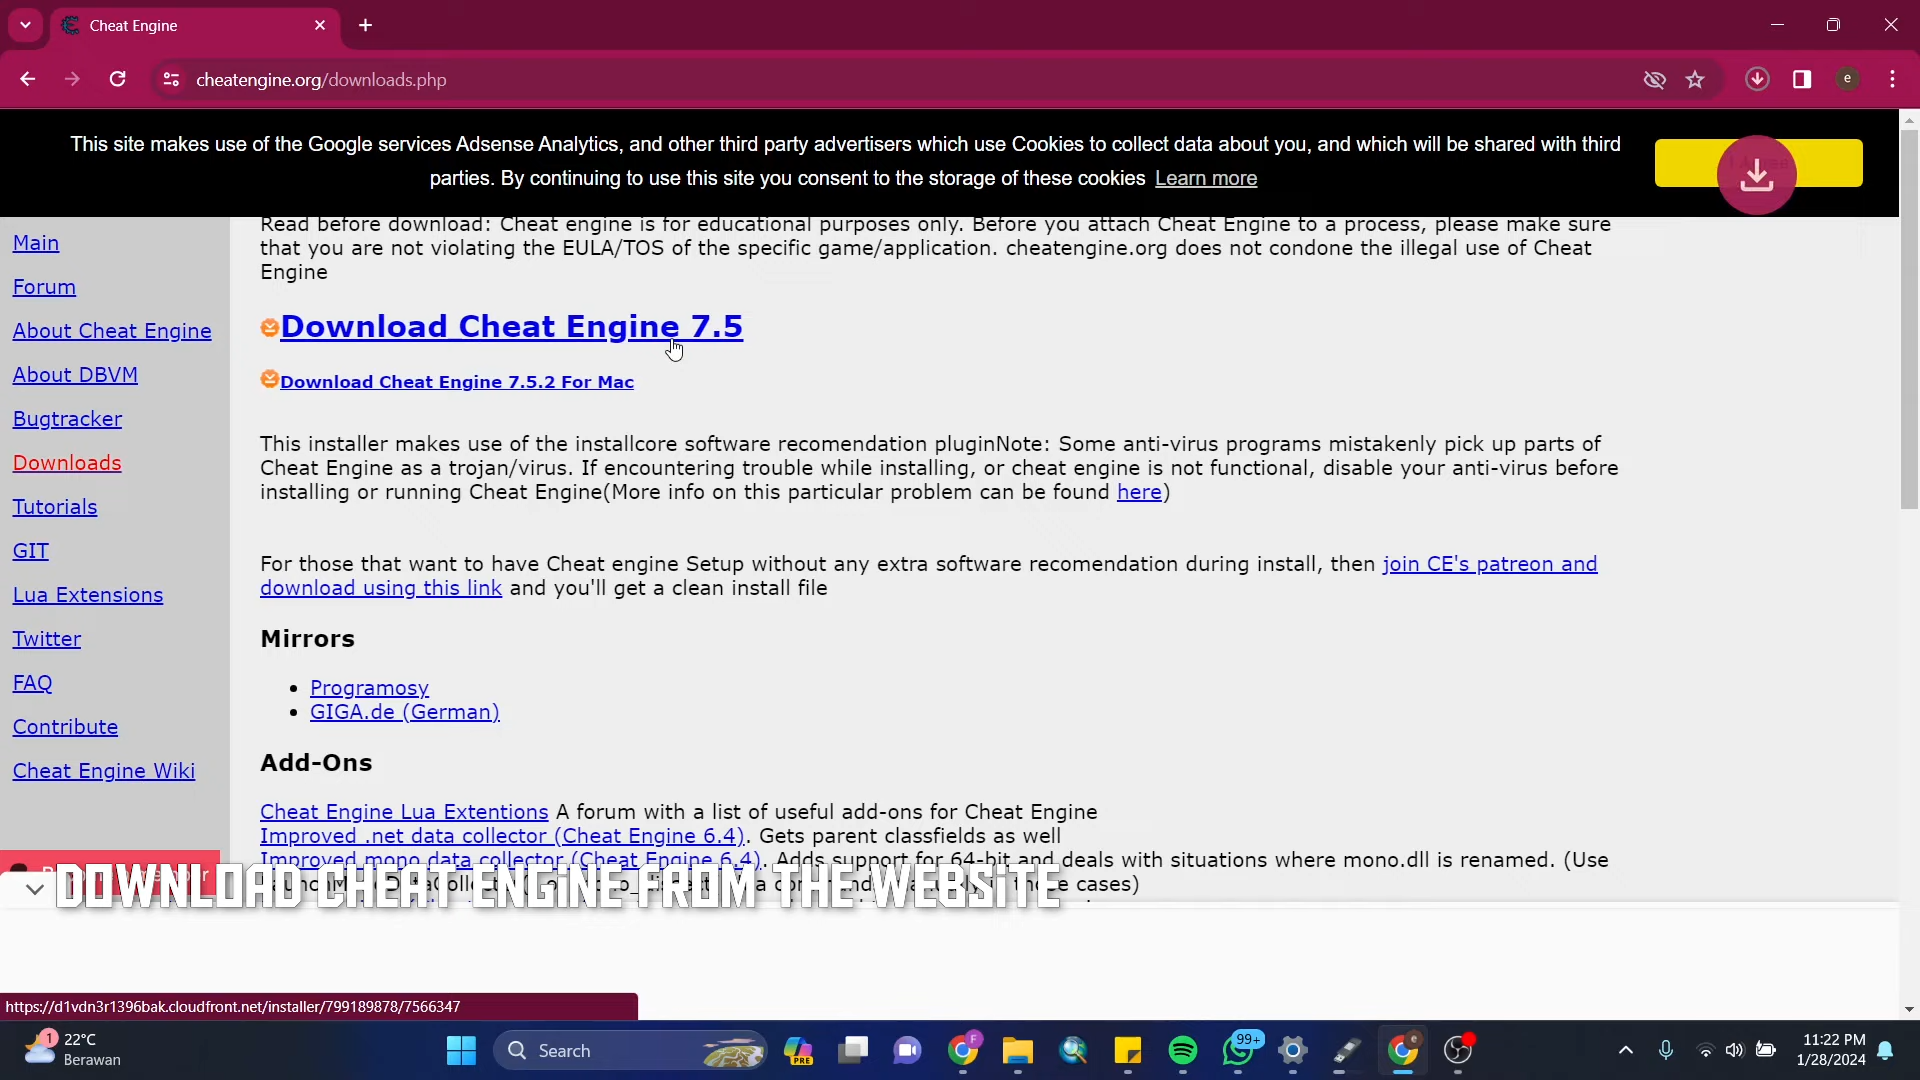 Cheat Engine
cheatengine.org/downloads.php
e
This site makes use of the Google services Adsense Analytics, and other third party advertisers which use Cookies to collect data about you, and which will be shared with third
parties. By continuing to use this site you consent to the storage of these cookies Learn more
Read before download: Cheat engine is for educational purposes only. Before you attach Cheat Engine to a process, please make sure
that you are not violating the EULA/TOS of the specific game/application. cheatengine.org does not condone the illegal use of Cheat
Engine
Main
Forum
About Cheat Engine
About DBVM
Bugtracker
Downloads
Tutorials
GIT
Lua Extensions
Twitter
FAQ
Contribute
Cheat Engine Wiki
Download Cheat Engine 7.5
Download Cheat Engine 7.5.2 For Mac
This installer makes use of the installcore software recomendation pluginNote: Some anti-virus programs mistakenly pick up parts of
Cheat Engine as a trojan/virus. If encountering trouble while installing, or cheat engine is not functional, disable your anti-virus before
installing or running Cheat Engine(More info on this particular problem can be found here)
For those that want to have Cheat engine Setup without any extra software recomendation during install, then join CE's patreon and
download using this link and you'll get a clean install file
Mirrors
Programosy
GIGA.de (German)
Add-Ons
Cheat Engine Lua Extentions A forum with a list of useful add-ons for Cheat Engine
Improved .net data collector (Cheat Engine 6.4). Gets parent classfields as well
Improved mono data collector (Cheat Engine 6.4). Adds support for 64-bit and deals with situations where mono.dll is renamed. (Use
cases)
DOWNLOAD CHEAT ENGINE FROM THE WEBSITE
https://d1vdn3r1396bak.cloudfront.net/installer/799189878/7566347
1
22°C
Berawan
Search
PRE
F
99+
e
11:22 PM
1/28/2024